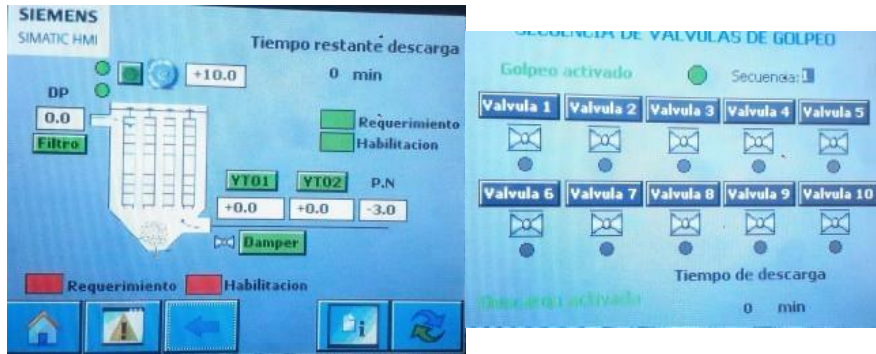 SIEMENS
SIMATIC HMI
Tiempo restante descarga
+10.0
0 min
DP
0.0
Filtro
Requerimiento
Habilitacion
YT01 YT02 P.N
+0.0 +0.0 -3.0
Damper
Requerimiento Habilitacion
SECUENCIA DE VALVULAS DE GOLPEO
Golpeo activado
Secuencia: 1
Valvula 1 Valvula 2 Valvula 3 Valvula 4 Valvula 5
Valvula 6 Valvula 7 Valvula 8 Valvula 9 Valvula 10
Tiempo de descarga
Descarga activada
0 min